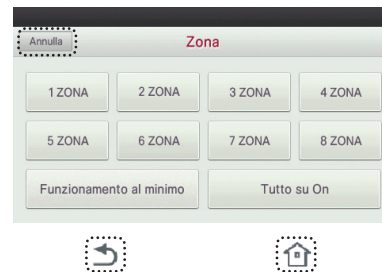 Annulla Zona
1 ZONA 2 ZONA 3 ZONA 4 ZONA
5 ZONA 6 ZONA 7 ZONA 8 ZONA
Funzionamento al minimo Tutto su On